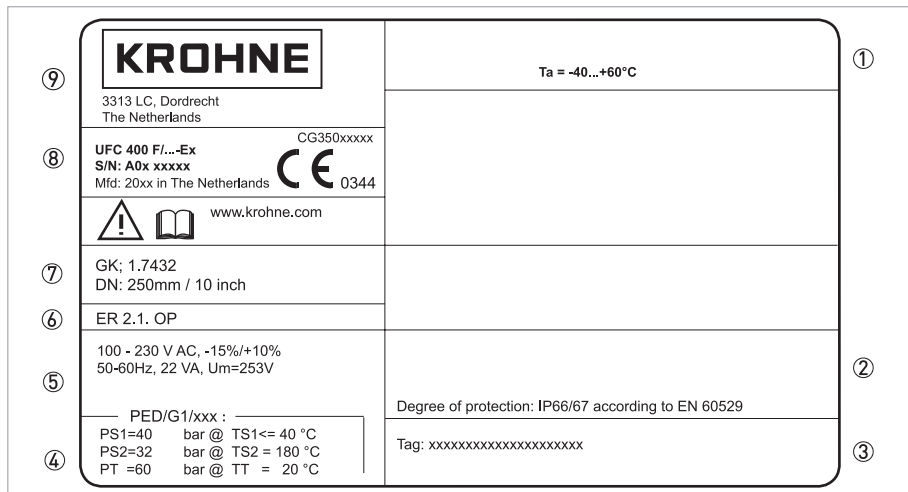 ⑨
KROHNE
3313 LC, Dordrecht
The Netherlands
⑧
UFC 400 F/...-Ex
S/N: A0x xxxxx
Mfd: 20xx in The Netherlands
CG350xxxxx
CE 0344
www.krohne.com
⑦
GK; 1.7432
DN: 250mm / 10 inch
⑥
ER 2.1. OP
⑤
100 - 230 V AC, -15%/+10%
50-60Hz, 22 VA, Um=253V
④
PED/G1/xxx :
PS1=40 bar @ TS1<= 40 °C
PS2=32 bar @ TS2 = 180 °C
PT =60 bar @ TT = 20 °C
Ta = -40...+60°C
①
Degree of protection: IP66/67 according to EN 60529
②
Tag: xxxxxxxxxxxxxxxxxxxxx
③